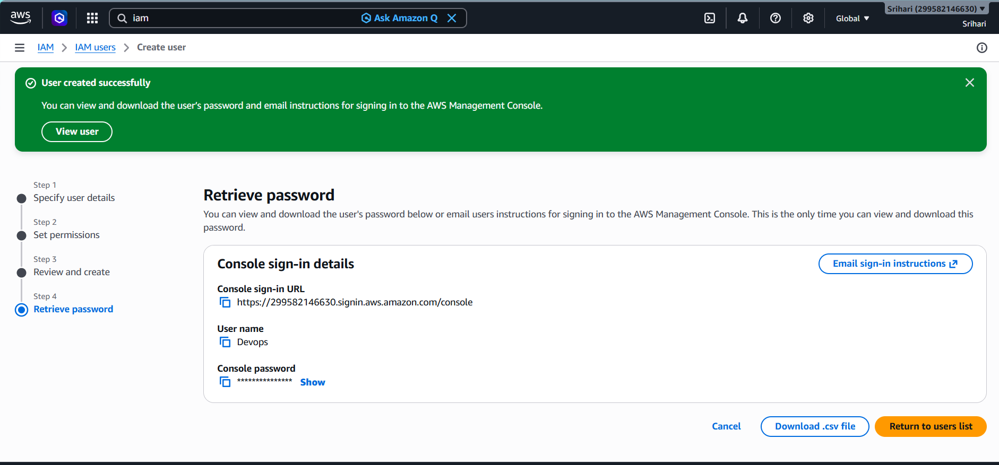 aws
iam
Ask Amazon Q
Global
Srihari (299582146630)
Srihari
IAM
IAM users
Create user
User created successfully
You can view and download the user's password and email instructions for signing in to the AWS Management Console.
View user
Step 1
Specify user details
Step 2
Set permissions
Step 3
Review and create
Step 4
Retrieve password
Retrieve password
You can view and download the user's password below or email users instructions for signing in to the AWS Management Console. This is the only time you can view and download this
password.
Console sign-in details
Email sign-in instructions
Console sign-in URL
https://299582146630.signin.aws.amazon.com/console
User name
Devops
Console password
*************** Show
Cancel
Download .csv file
Return to users list